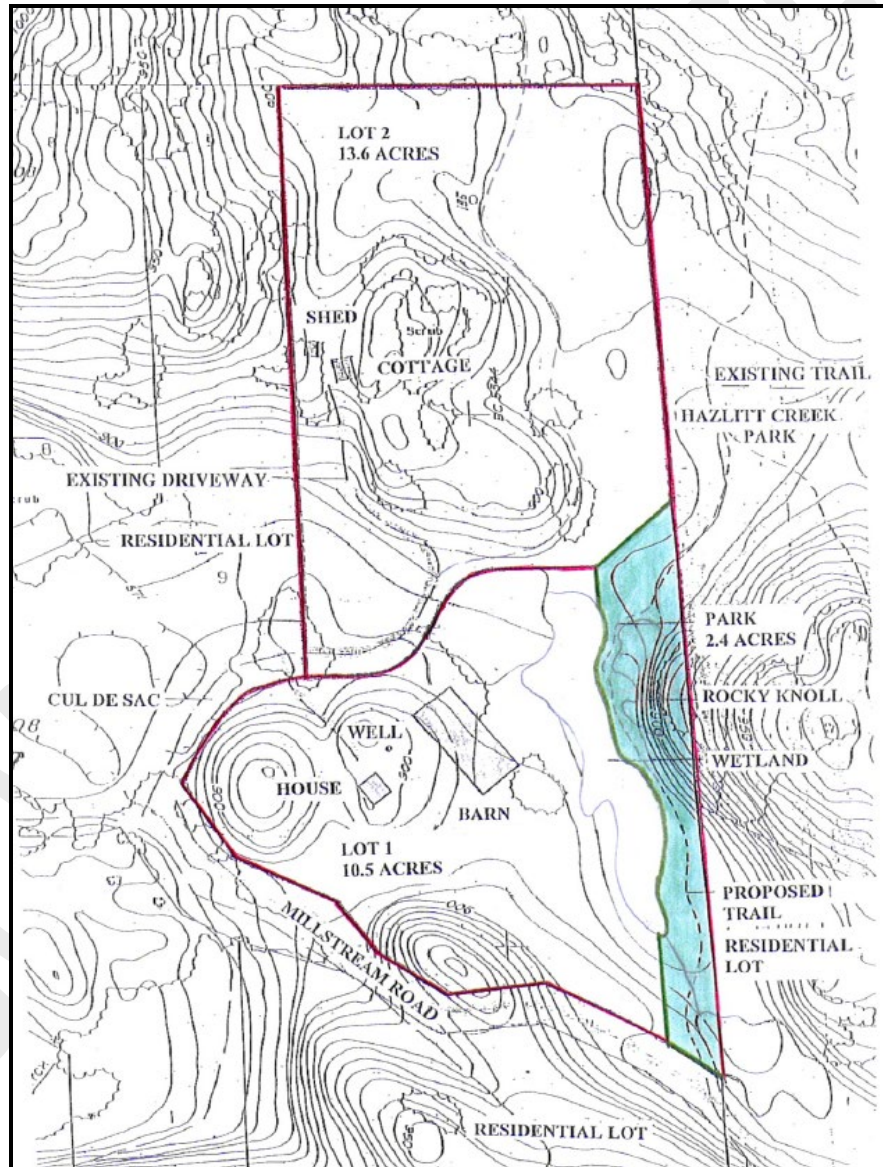 LOT 2
13.6 ACRES
SHED
Scrub
COTTAGE
EXISTING TRAIL
HAZLITT CREEK
PARK
EXISTING DRIVEWAY
RESIDENTIAL LOT
PARK
2.4 ACRES
CUL DE SAC
ROCKY KNOLL
WELL
WETLAND
HOUSE
BARN
LOT 1
10.5 ACRES
PROPOSED
TRAIL
MILLSTREAM ROAD
RESIDENTIAL
LOT
RESIDENTIAL LOT